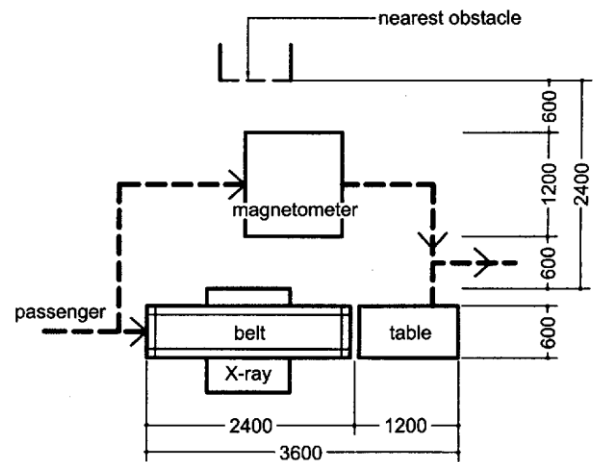 nearest obstacle
600
1200
2400
magnetometer
600
passenger
belt
table
600
X-ray
2400
1200
3600